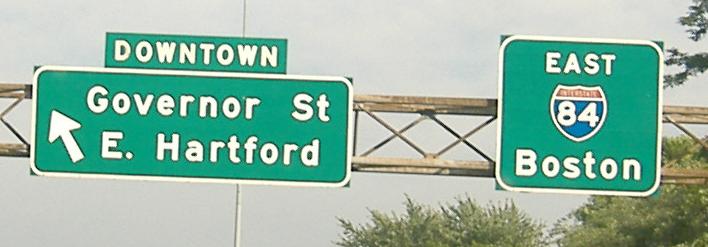 DOWNTOWN
Governor St
E. Hartford
EAST
INTERSTATE
84
Boston